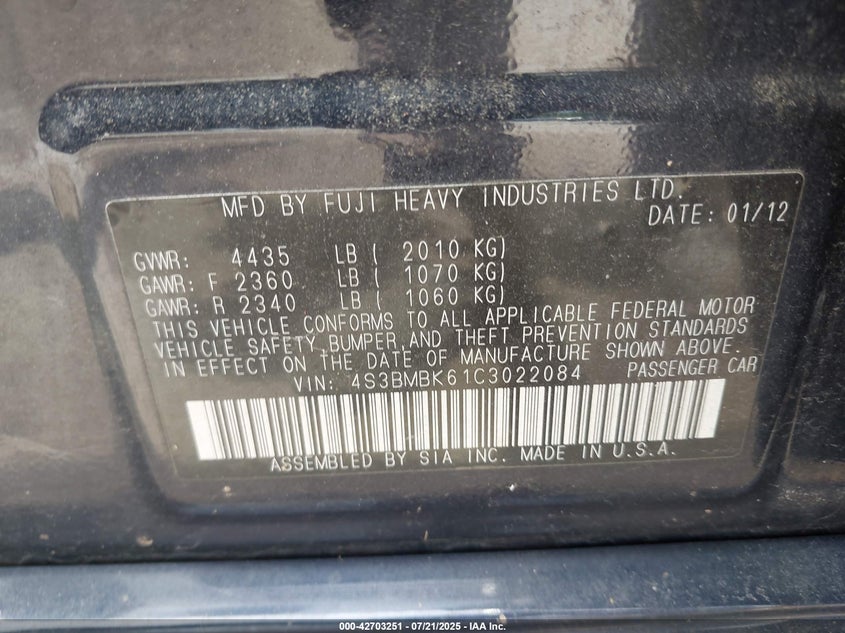 MFD BY FUJI HEAVY INDUSTRIES LTD.
DATE: 01/12
GVWR: 4435 LB ( 2010 KG)
GAWR: F 2360 LB ( 1070 KG)
GAWR: R 2340 LB ( 1060 KG)
THIS VEHICLE CONFORMS TO ALL APPLICABLE FEDERAL MOTOR
VEHICLE SAFETY, BUMPER, AND THEFT PREVENTION STANDARDS
IN EFFECT ON THE DATE OF MANUFACTURE SHOWN ABOVE.
VIN: 4S3BMBK61C3022084 PASSENGER CAR
ASSEMBLED BY SIA INC. MADE IN U.S.A.
000-42703251 - 07/21/2025 - IAA Inc.